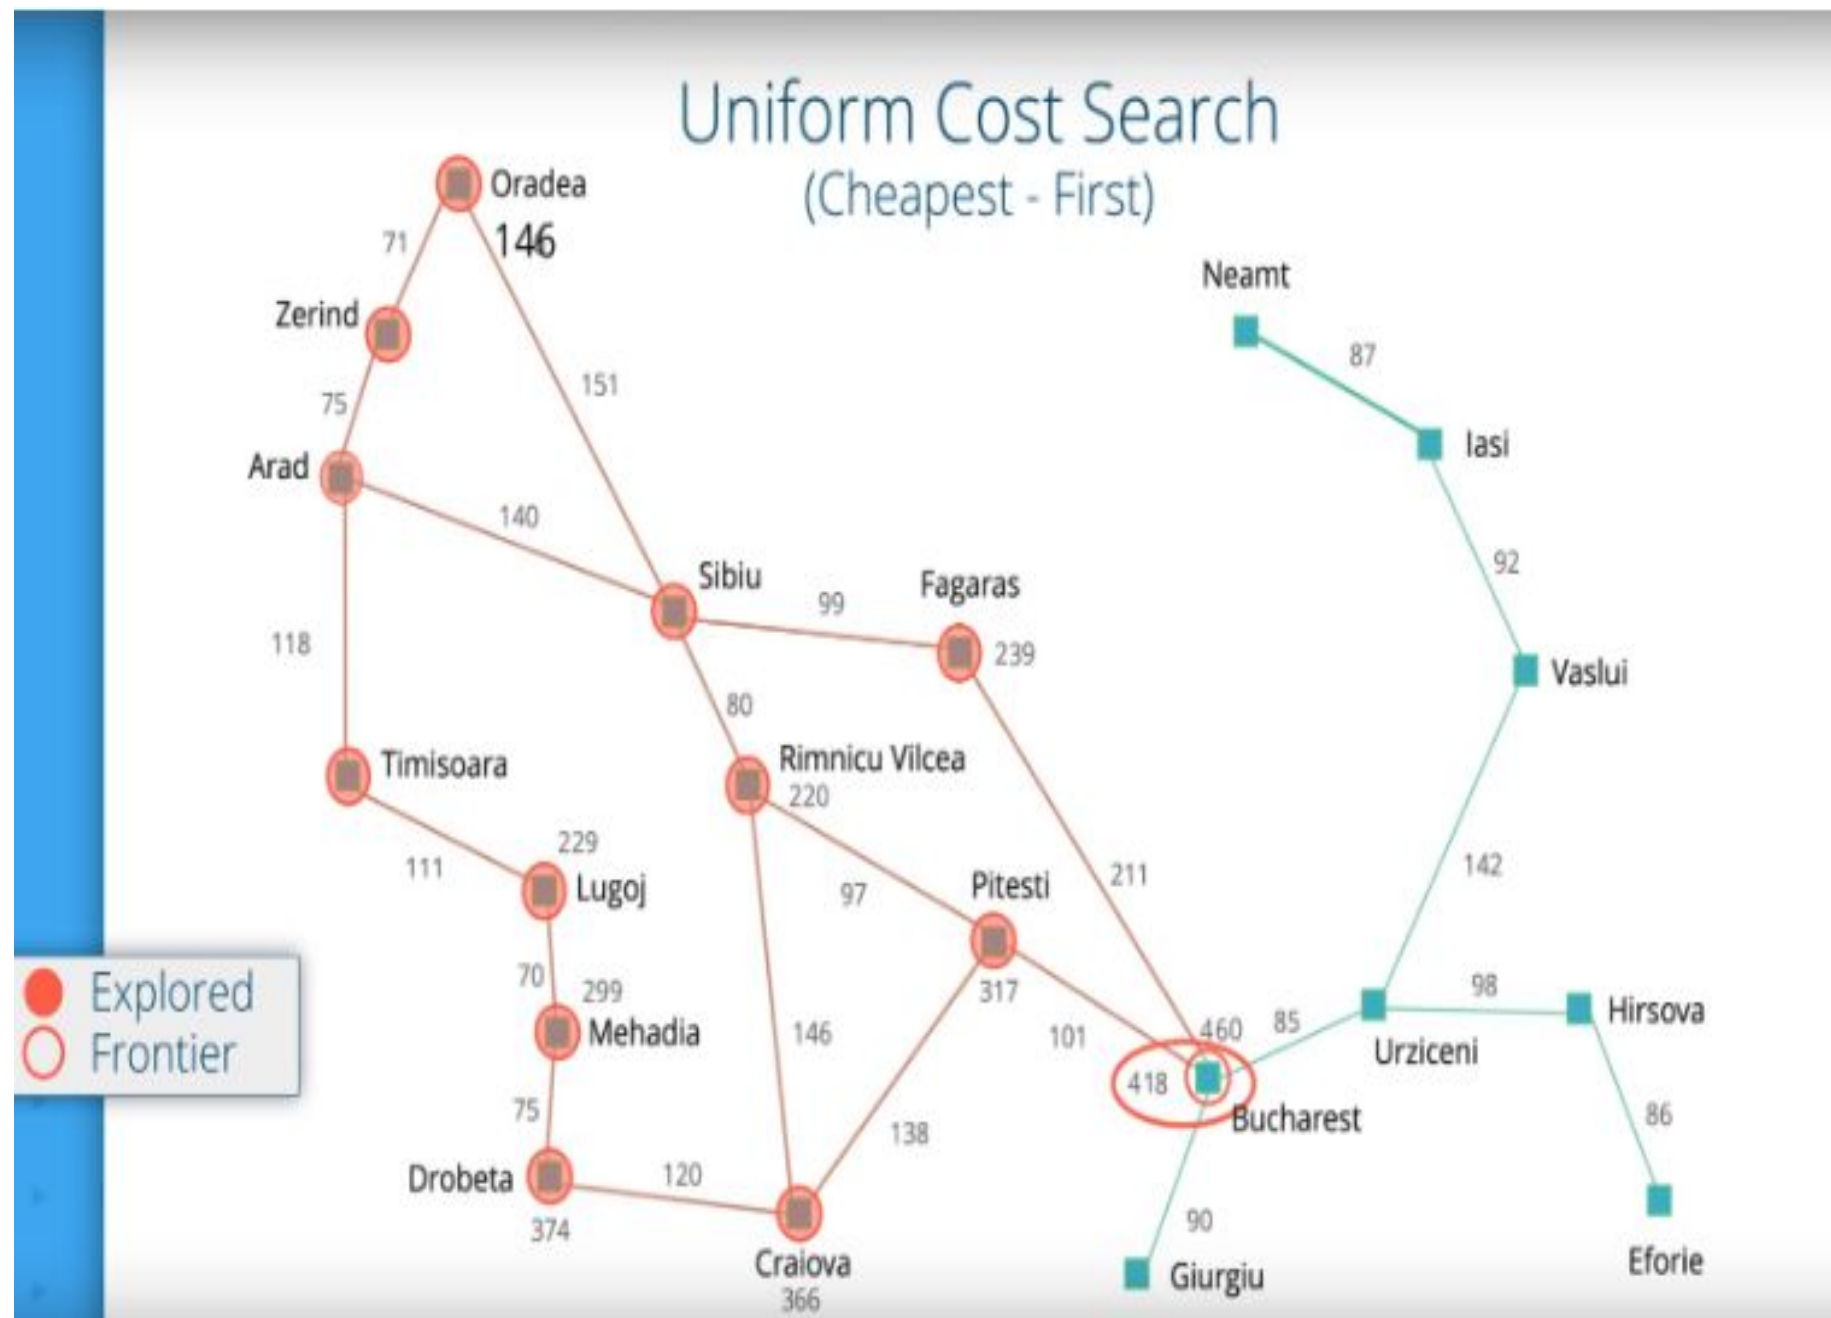 Uniform Cost Search
(Cheapest - First)
Oradea
146
71
Zerind
75
151
Arad
140
118
Sibiu
99
Fagaras
239
80
Timisoara
Rimnicu Vilcea
220
111
229
Lugoj
97
Pitesti
317
211
70
299
Mehadia
146
101
460
418
Bucharest
85
75
138
Drobeta
374
120
Craiova
366
90
Giurgiu
Neamt
87
Iasi
92
Vaslui
142
98
Urziceni
Hirsova
86
Eforie
Explored
Frontier